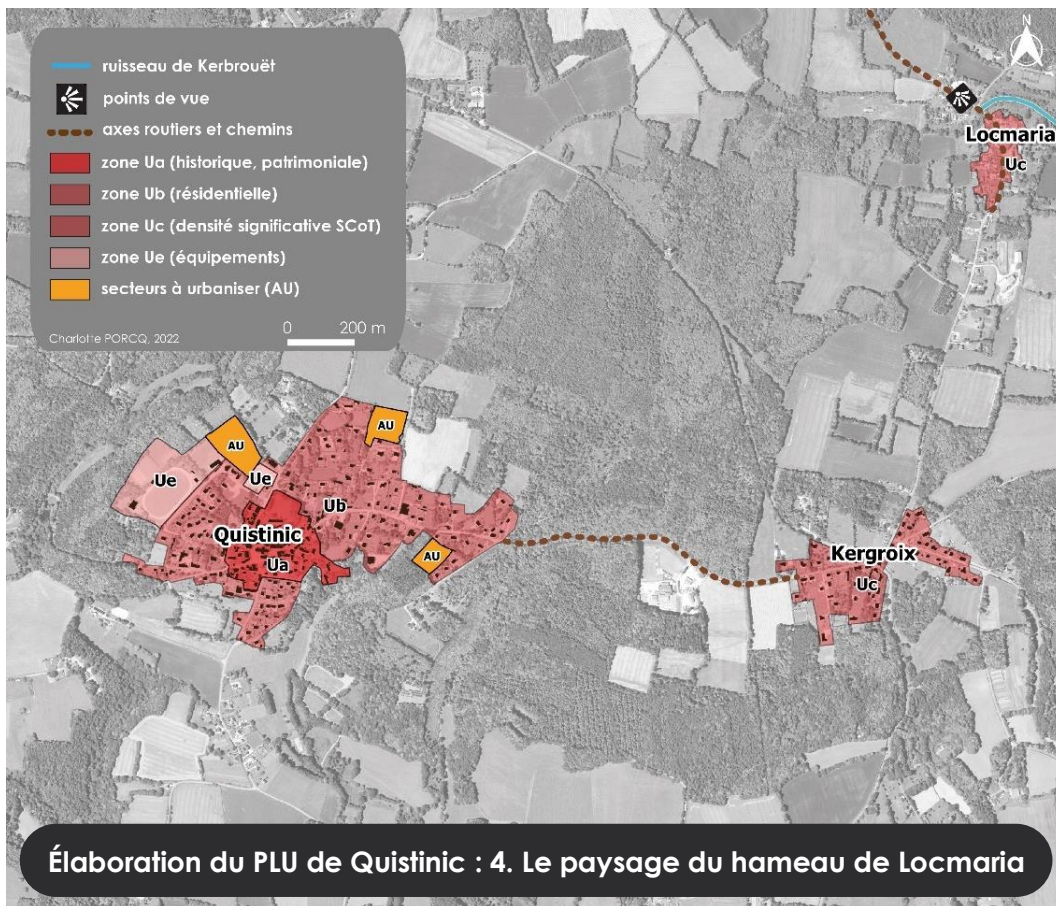 ruisseau de Kerbrouët
points de vue
axes routiers et chemins
zone Ua (historique, patrimoniale)
zone Ub (résidentielle)
zone Uc (densité significative SCoT)
zone Ue (équipements)
secteurs à urbaniser (AU)
Charlotte PORCQ, 2022
0 200 m
N
Locmaria
Uc
AU
AU
Ue
Ue
Ub
Quistinic
Ua
AU
Kergroix
Uc
Élaboration du PLU de Quistinic : 4. Le paysage du hameau de Locmaria